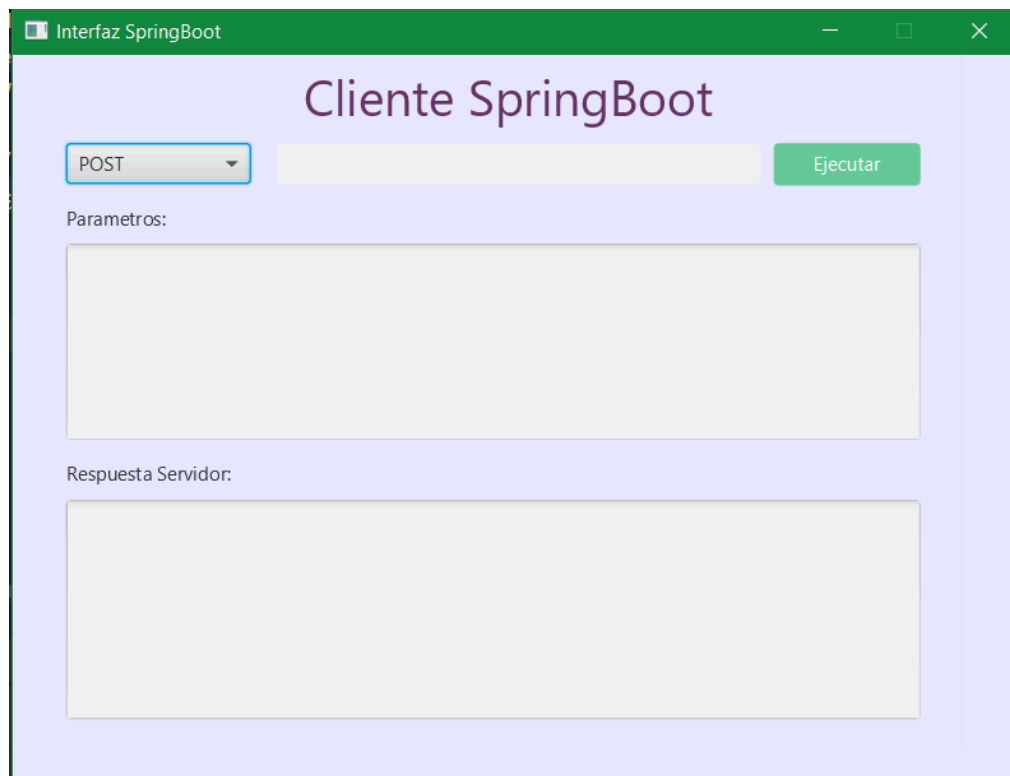 Interfaz SpringBoot
Cliente SpringBoot
POST Ejecutar
Parametros:
Respuesta Servidor: